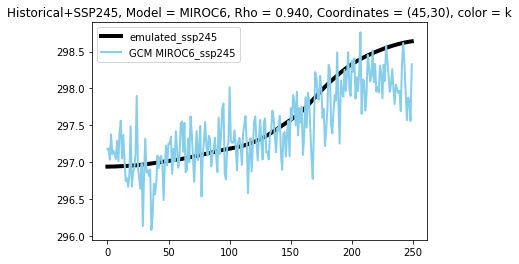 Historical+SSP245, Model = MIROC6, Rho = 0.940, Coordinates = (45,30), color = k
emulated_ssp245
GCM MIROC6_ssp245
298.5
298.0
297.5
297.0
296.5
296.0
0 50 100 150 200 250